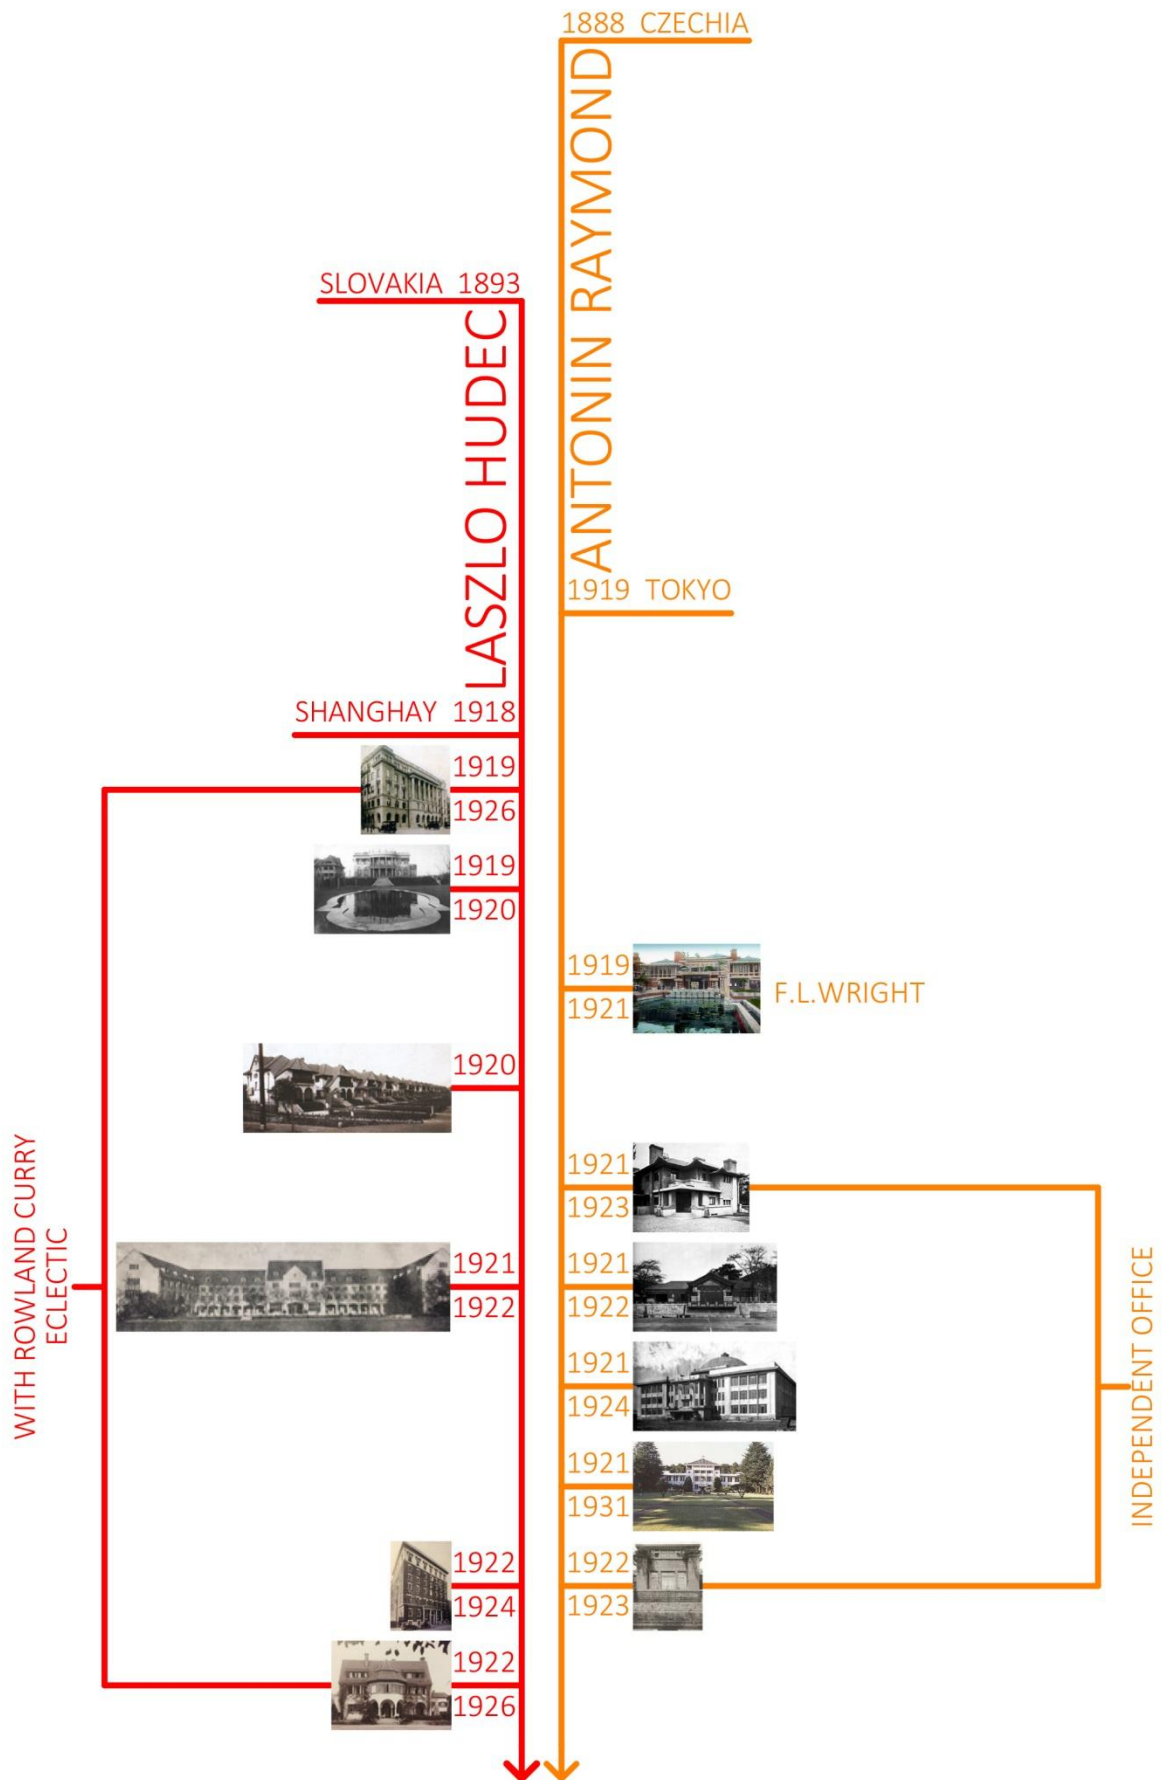 1888 CZECHIA
ANTONIN RAYMOND
SLOVAKIA 1893
LASZLO HUDEC
1919 TOKYO
SHANGHAY 1918
1919
1926
1919
1920
1919
1921
F.L.WRIGHT
1920
WITH ROWLAND CURRY
ECLECTIC
1921
1923
1921
1922
1921
1922
1921
1924
INDEPENDENT OFFICE
1921
1931
1922
1924
1922
1923
1922
1926